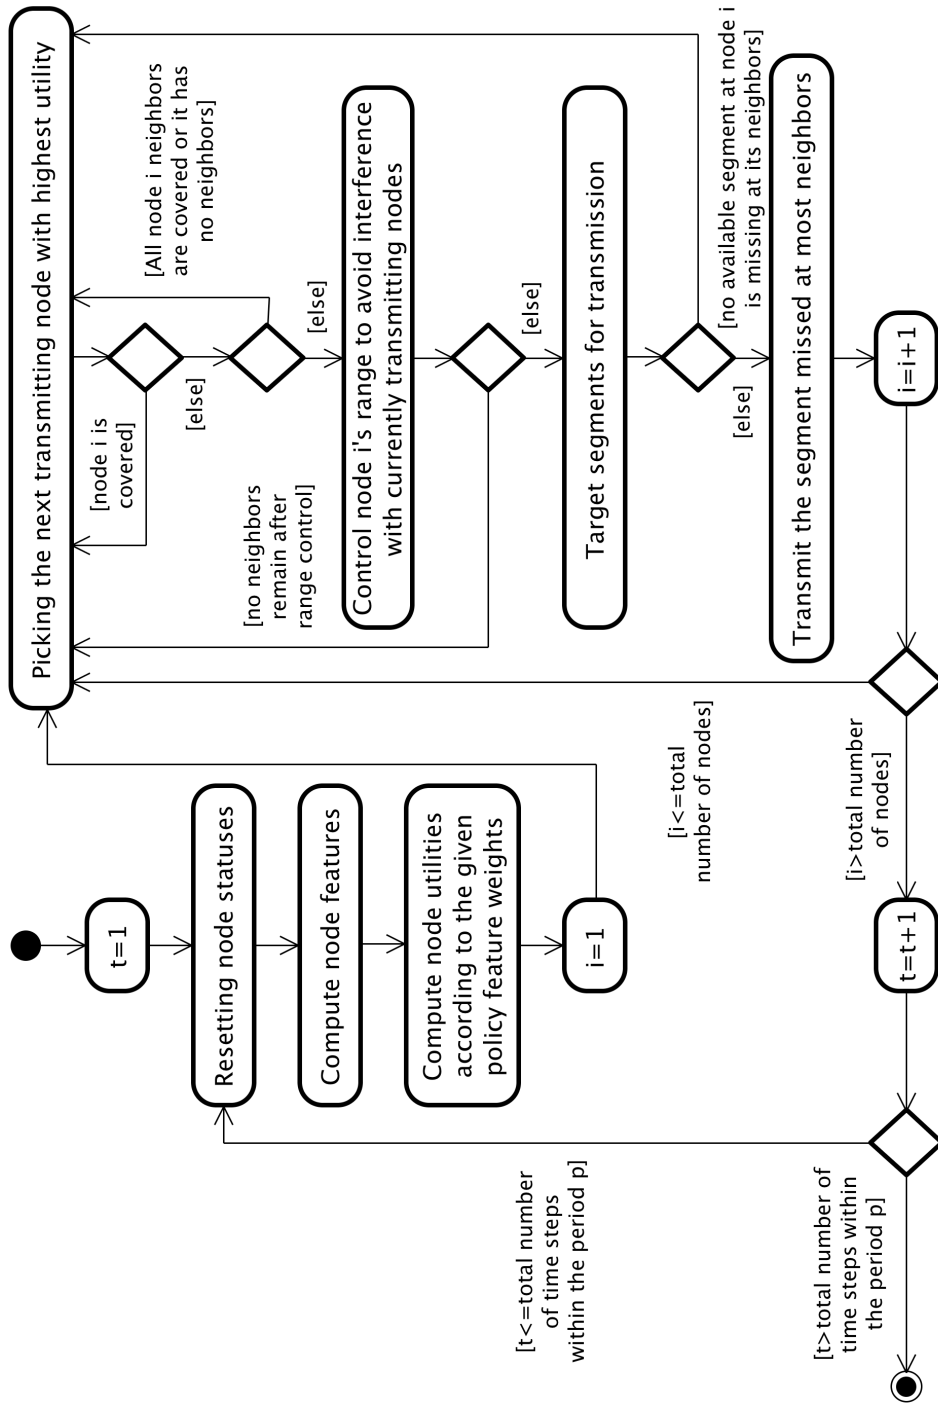 t=1
Resetting node statuses
Compute node features
Compute node utilities
according to the given
policy feature weights
i=1
Picking the next transmitting node with highest utility
[node i is
covered]
[else]
[All node i neighbors
are covered or it has
no neighbors]
[else]
Control node i's range to avoid interference
with currently transmitting nodes
[no neighbors
remain after
range control]
[else]
Target segments for transmission
[no available segment at node i
is missing at its neighbors]
[else]
Transmit the segment missed at most neighbors
i=i+1
[i<=total
number of nodes]
[i>total number
of nodes]
t=t+1
[t<=total number
of time steps
within the period p]
[t>total number of
time steps within
the period p]